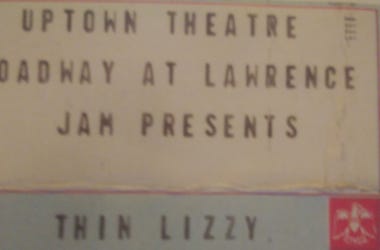 UPTOWN THEATRE
OADWAY AT LAWRENCE
JAM PRESENTS
THIN LIZZY